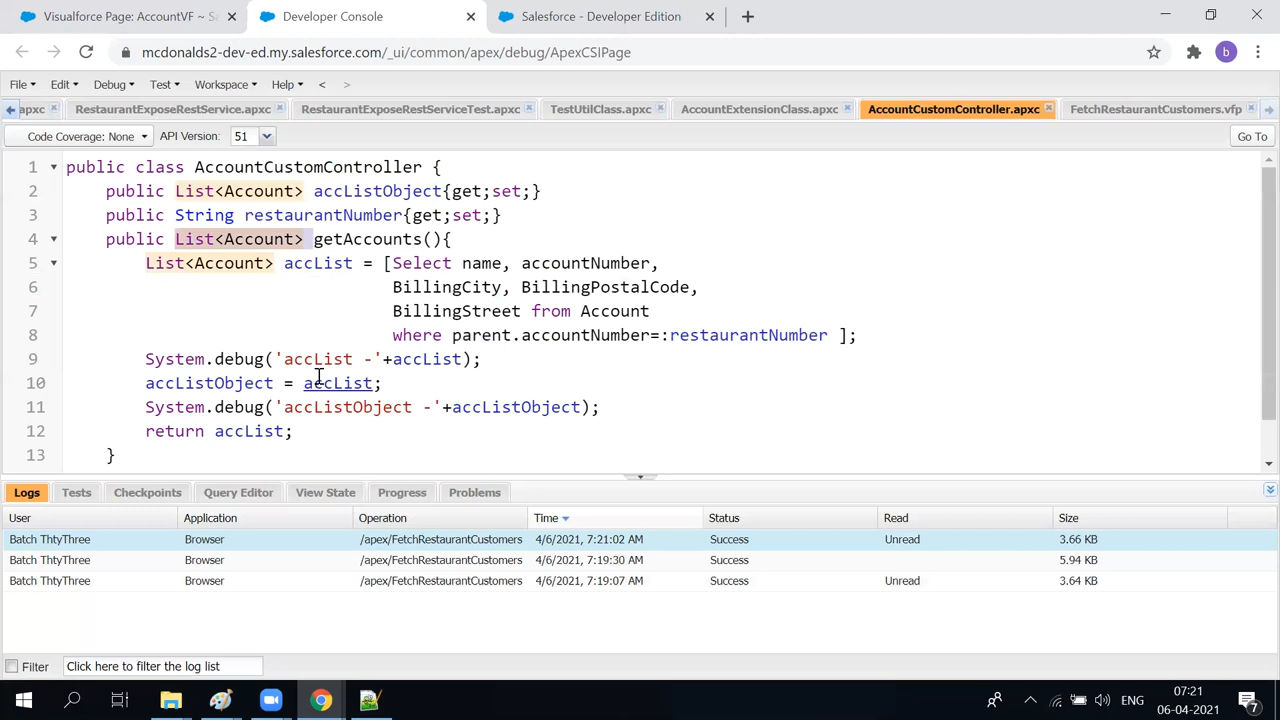 Visualforce Page: AccountVF ~ Sa
Developer Console
Salesforce - Developer Edition
mcdonalds2-dev-ed.my.salesforce.com/_ui/common/apex/debug/ApexCSIPage
b
File Edit Debug Test Workspace Help < >
.apxc RestaurantExposeRestService.apxc RestaurantExposeRestServiceTest.apxc TestUtilClass.apxc AccountExtensionClass.apxc AccountCustomController.apxc FetchRestaurantCustomers.vfp
Code Coverage: None API Version: 51 Go To
1 public class AccountCustomController {
2 public List<Account> accListObject{get;set;}
3 public String restaurantNumber{get;set;}
4 public List<Account> getAccounts(){
5 List<Account> accList = [Select name, accountNumber,
6 BillingCity, BillingPostalCode,
7 BillingStreet from Account
8 where parent.accountNumber=:restaurantNumber ];
9 System.debug('accList -'+accList);
10 accListObject = accList;
11 System.debug('accListObject -'+accListObject);
12 return accList;
13 }
Logs Tests Checkpoints Query Editor View State Progress Problems
User Application Operation Time Status Read Size
Batch ThtyThree Browser /apex/FetchRestaurantCustomers 4/6/2021, 7:21:02 AM Success Unread 3.66 KB
Batch ThtyThree Browser /apex/FetchRestaurantCustomers 4/6/2021, 7:19:30 AM Success 5.94 KB
Batch ThtyThree Browser /apex/FetchRestaurantCustomers 4/6/2021, 7:19:07 AM Success Unread 3.64 KB
Filter Click here to filter the log list
ENG
07:21
06-04-2021
7